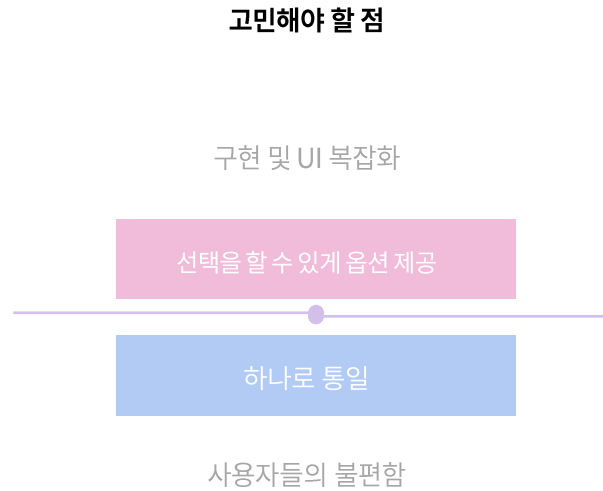 고민해야 할 점
구현 및 UI 복잡화
선택을 할 수 있게 옵션 제공
하나로 통일
사용자들의 불편함